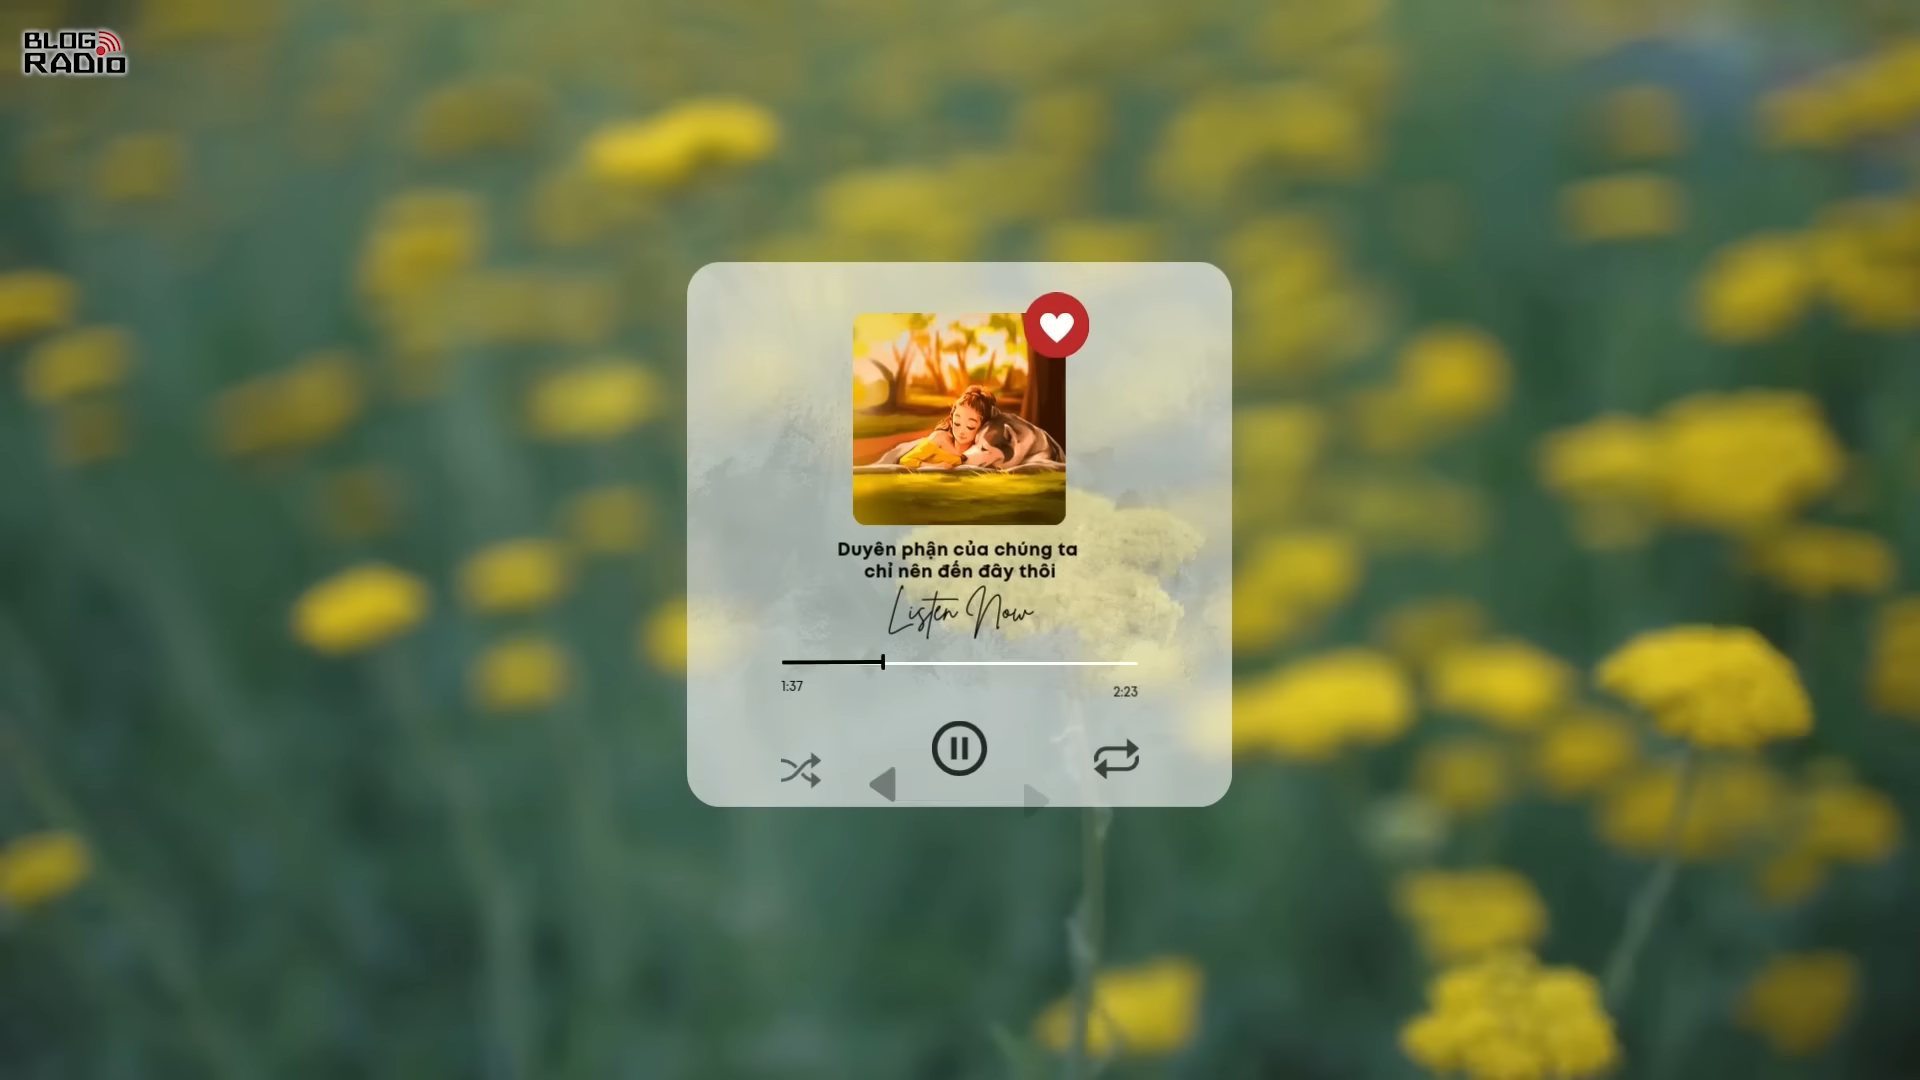 BLOG
RADIO
Duyên phận của chúng ta
chỉ nên đến đây thôi
Listen Now
1:37
2:23